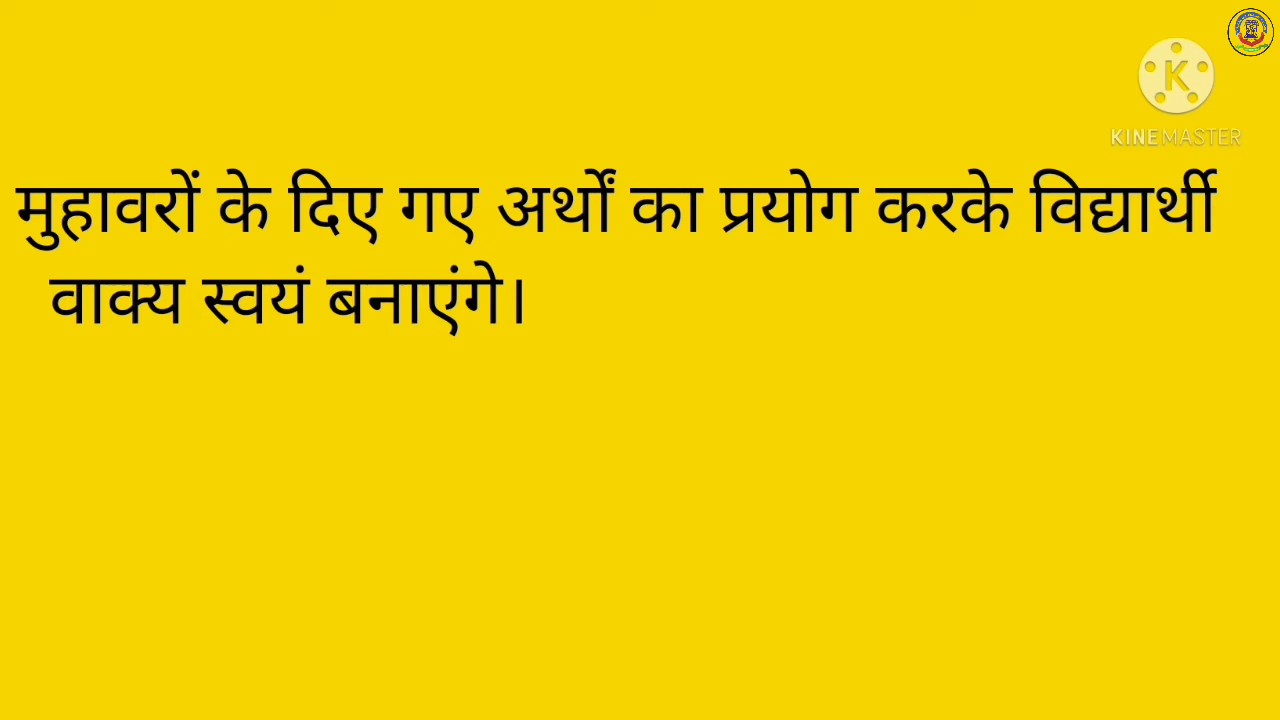 KINEMASTER
मुहावरों के दिए गए अर्थों का प्रयोग करके विद्यार्थी
वाक्य स्वयं बनाएंगे।